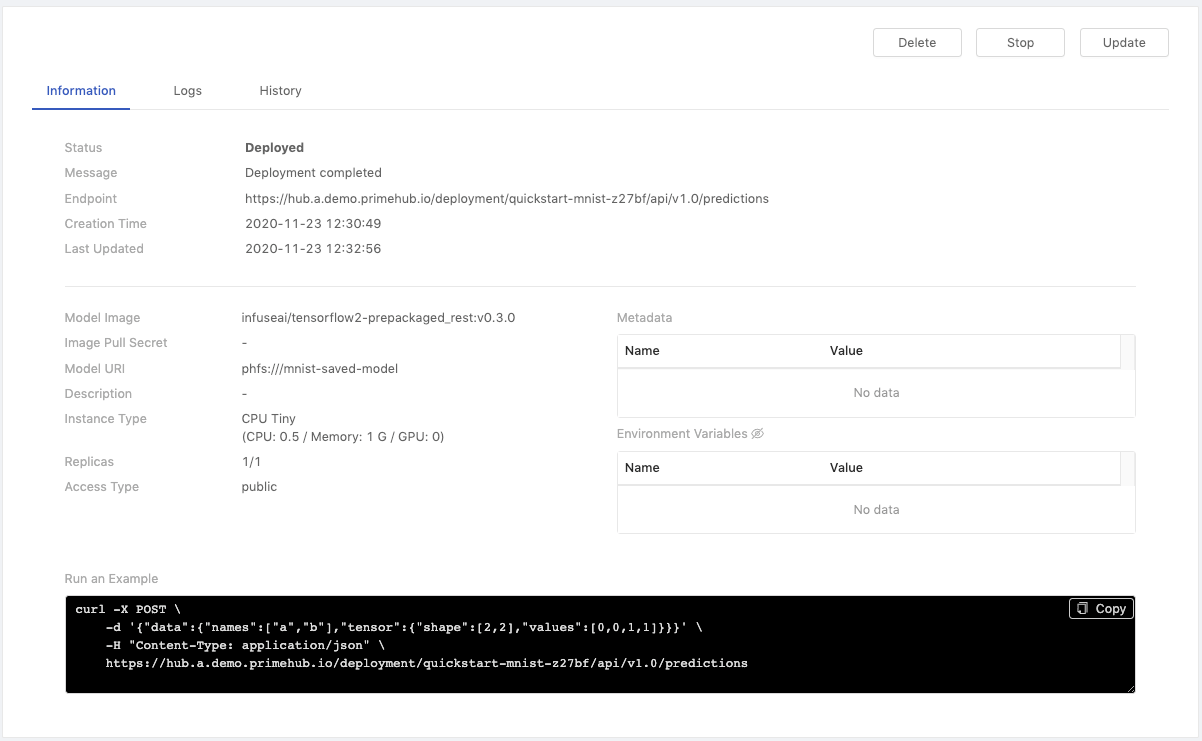 Delete Stop Update
Information Logs History
Status Deployed
Message Deployment completed
Endpoint https://hub.a.demo.primehub.io/deployment/quickstart-mnist-z27bf/api/v1.0/predictions
Creation Time 2020-11-23 12:30:49
Last Updated 2020-11-23 12:32:56
Model Image infuseai/tensorflow2-prepackaged_rest:v0.3.0
Image Pull Secret -
Model URI phfs:///mnist-saved-model
Description -
Instance Type CPU Tiny
(CPU: 0.5 / Memory: 1 G / GPU: 0)
Replicas 1/1
Access Type public
Metadata
Name Value
No data
Environment Variables
Name Value
No data
Run an Example
Copy
curl -X POST \
    -d '{"data":{"names":["a","b"],"tensor":{"shape":[2,2],"values":[0,0,1,1]}}}' \
    -H "Content-Type: application/json" \
    https://hub.a.demo.primehub.io/deployment/quickstart-mnist-z27bf/api/v1.0/predictions